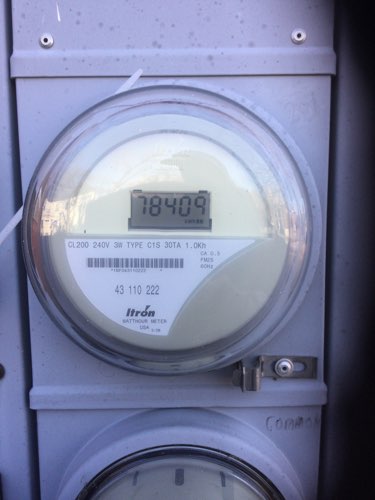 78409
CL200 240V 3W TYPE C1S 30TA 1.0Kh
CA 0.5
FM2S
60HZ
43 110 222
Itron
WATTHOUR METER
USA
COMMON